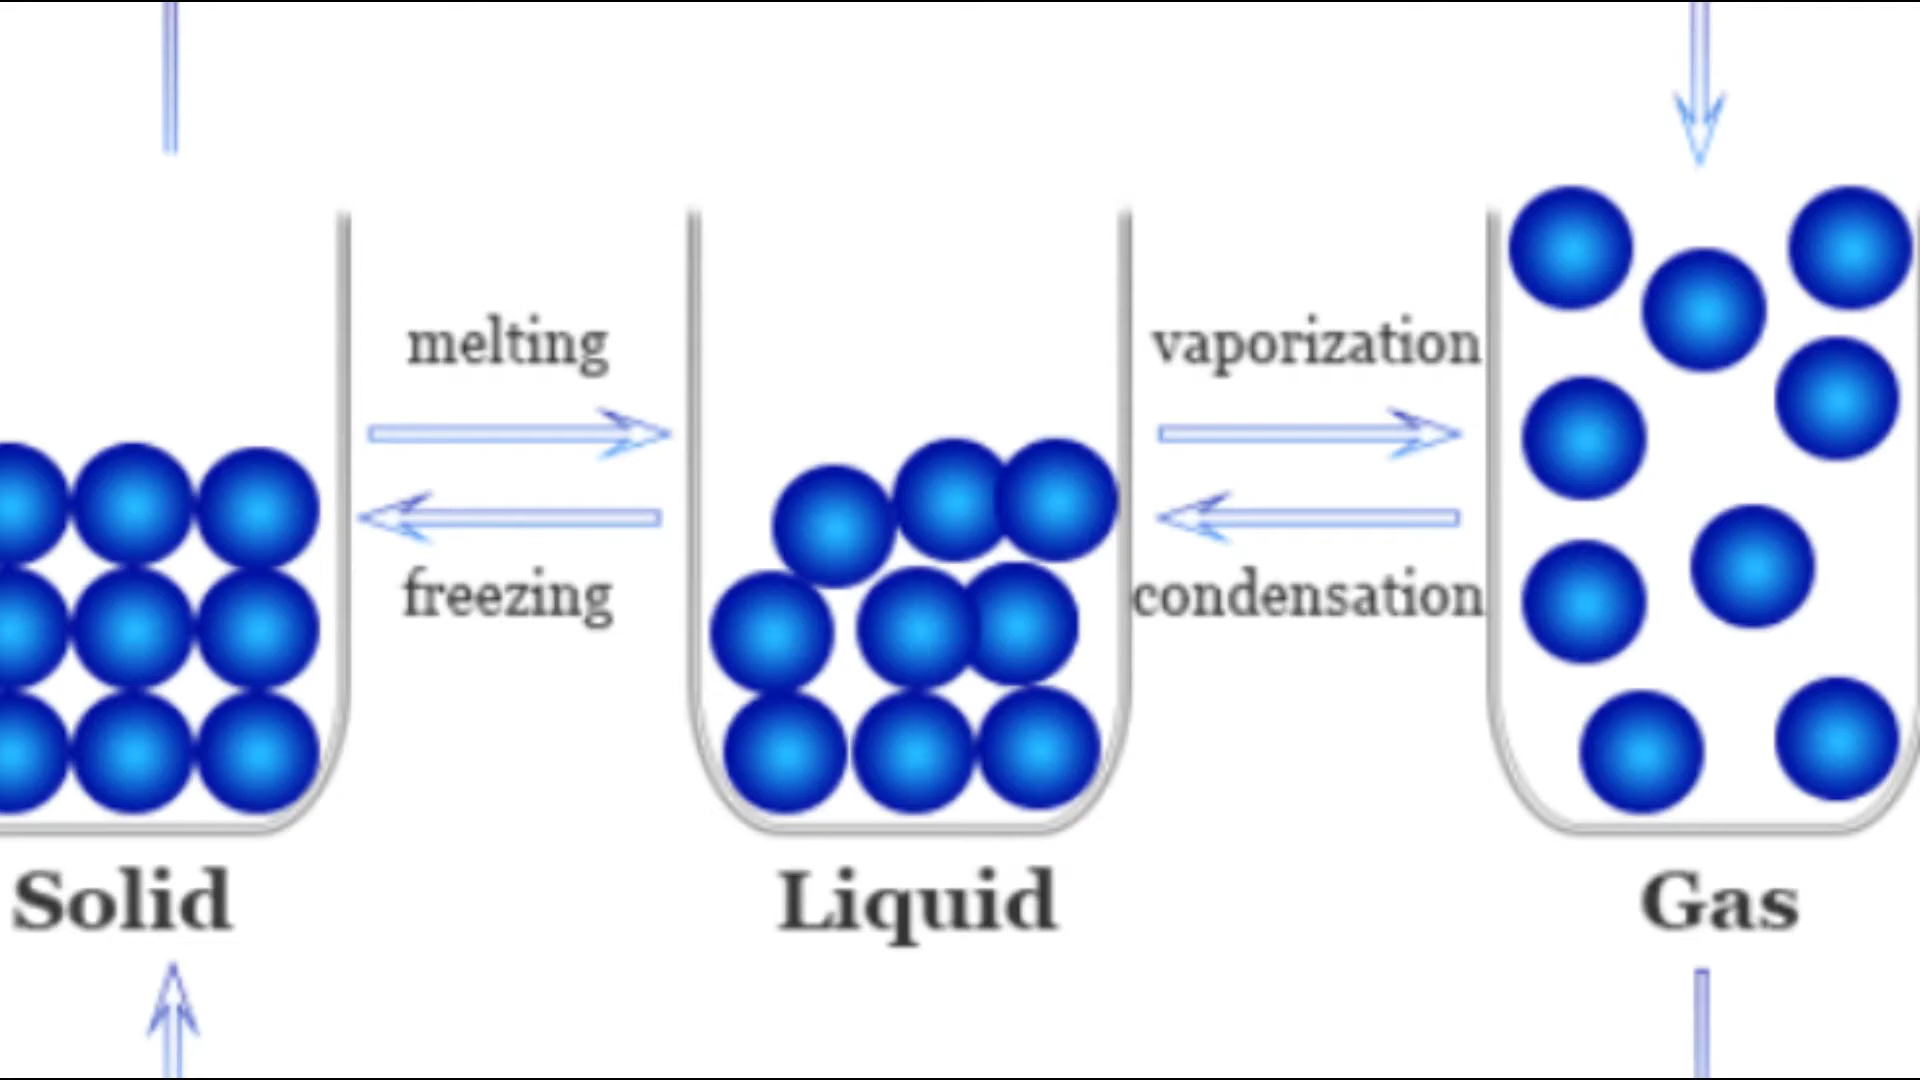 melting
freezing
vaporization
condensation
Solid
Liquid
Gas